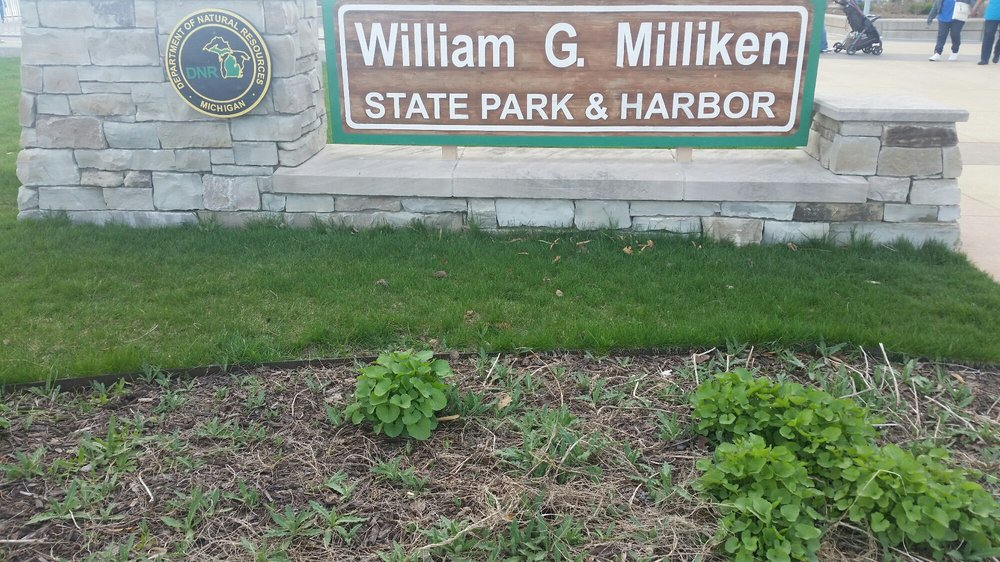 DEPARTMENT OF NATURAL RESOURCES
DNR
MICHIGAN
William G. Milliken
STATE PARK & HARBOR